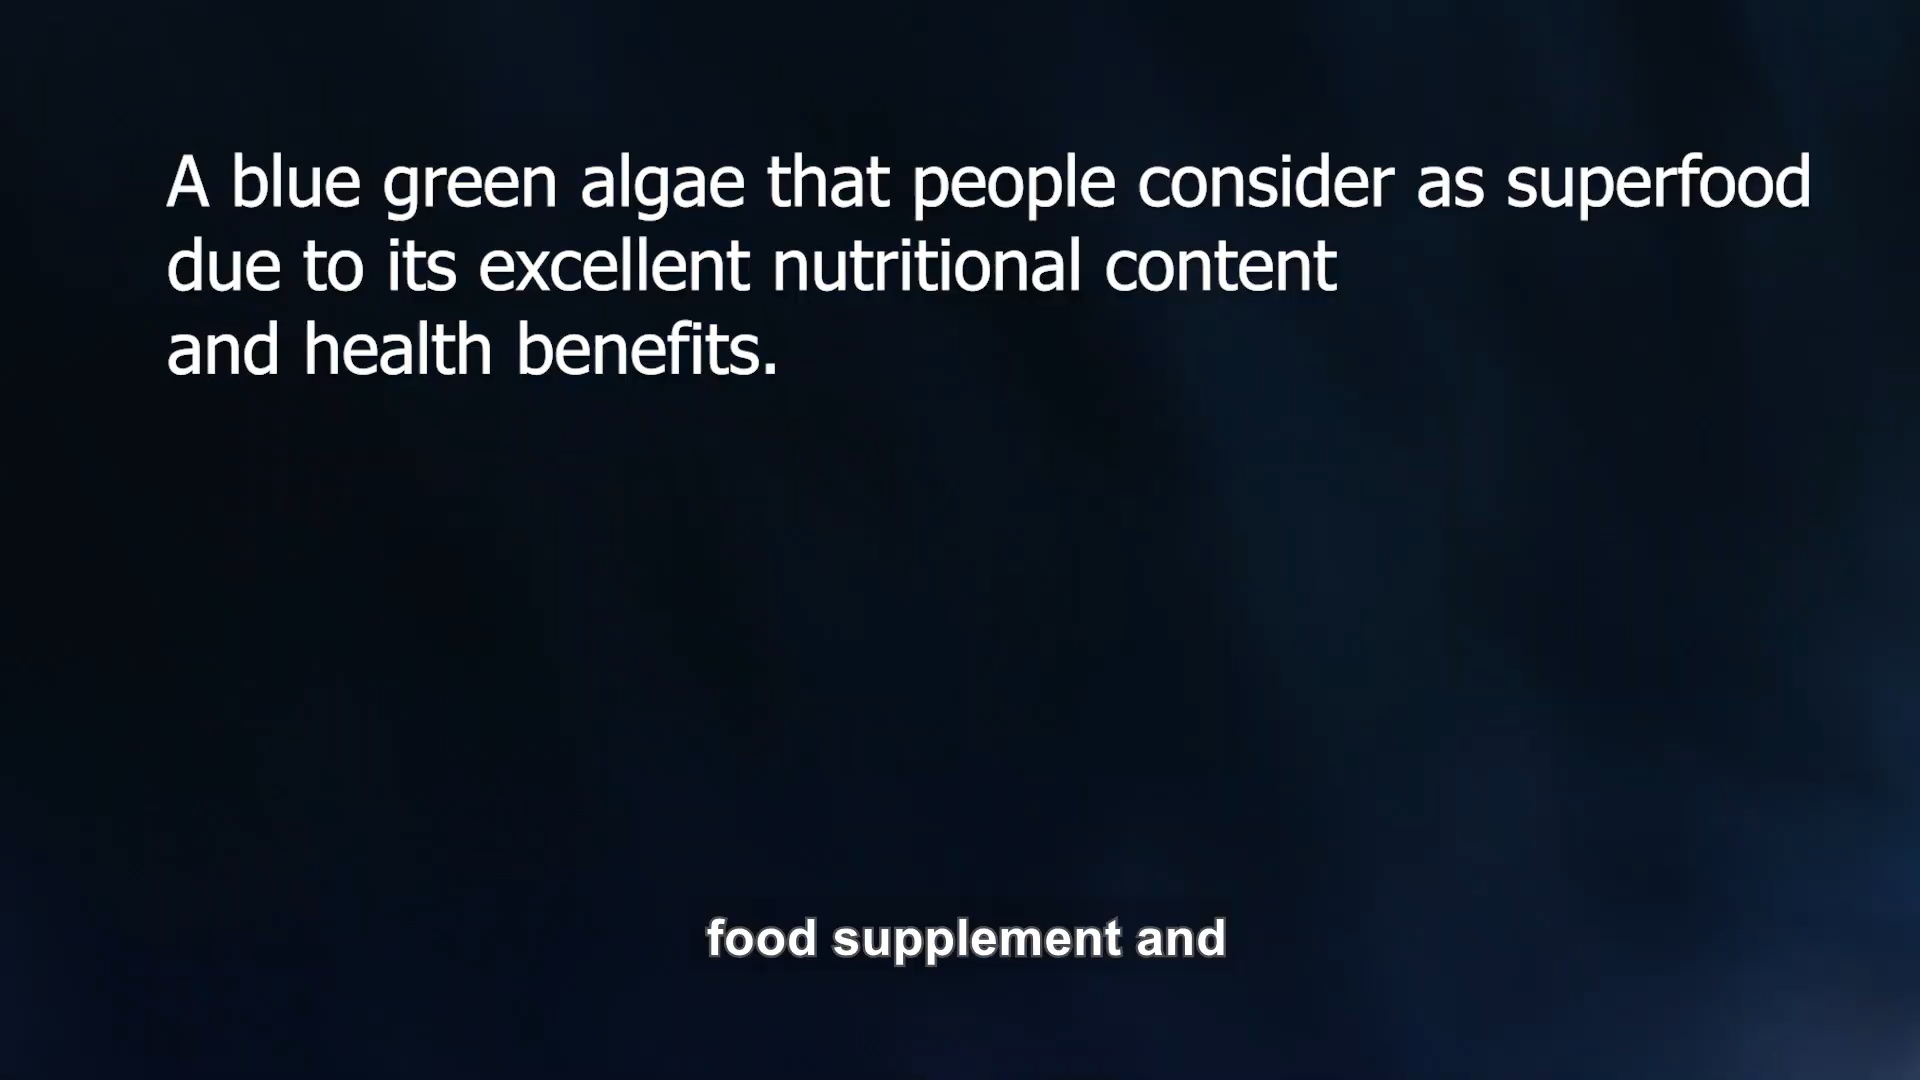 A blue green algae that people consider as superfood
due to its excellent nutritional content
and health benefits.
food supplement and